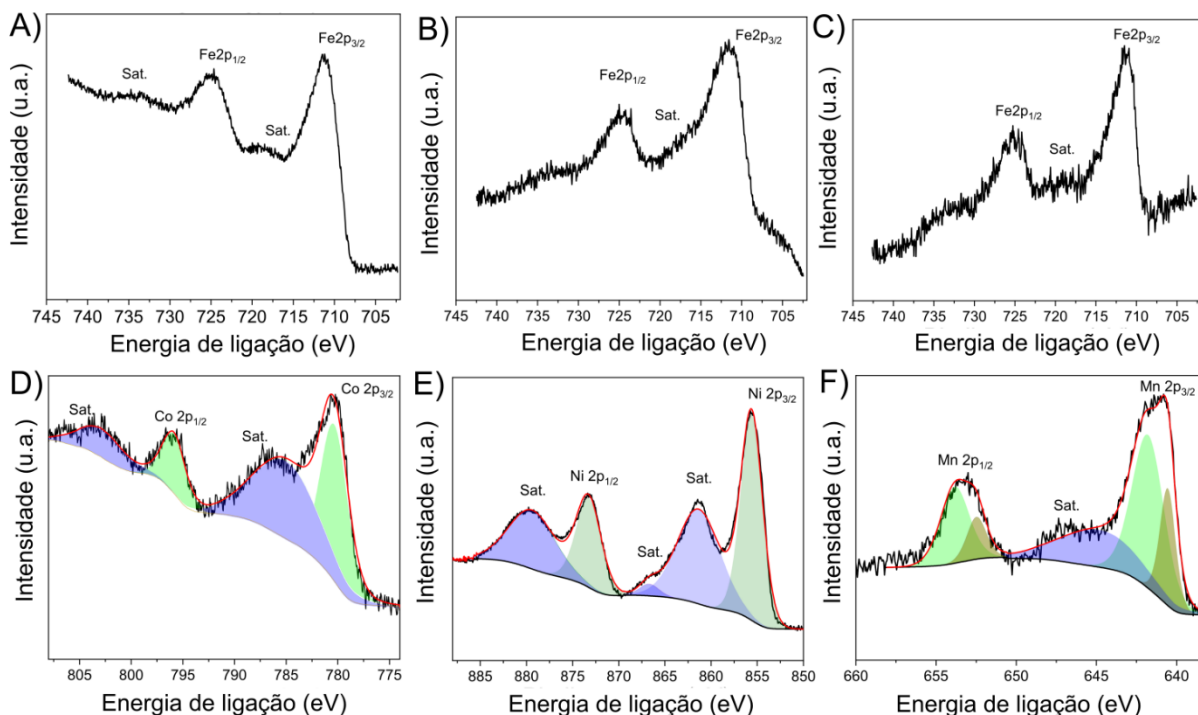 A)
Fe2p3/2
Fe2p1/2
Sat.
Sat.
Intensidade (u.a.)
745 740 735 730 725 720 715 710 705
Energia de ligação (eV)
B)
Fe2p3/2
Fe2p1/2
Sat.
Intensidade (u.a.)
745 740 735 730 725 720 715 710 705
Energia de ligação (eV)
C)
Fe2p3/2
Fe2p1/2
Sat.
Intensidade (u.a.)
745 740 735 730 725 720 715 710 705
Energia de ligação (eV)
D)
Co 2p3/2
Sat.
Co 2p1/2
Sat.
Intensidade (u.a.)
805 800 795 790 785 780 775
Energia de ligação (eV)
E)
Ni 2p3/2
Sat.
Ni 2p1/2
Sat.
Sat.
Intensidade (u.a.)
885 880 875 870 865 860 855 850
Energia de ligação (eV)
F)
Mn 2p3/2
Mn 2p1/2
Sat.
Intensidade (u.a.)
660 655 650 645 640
Energia de ligação (eV)